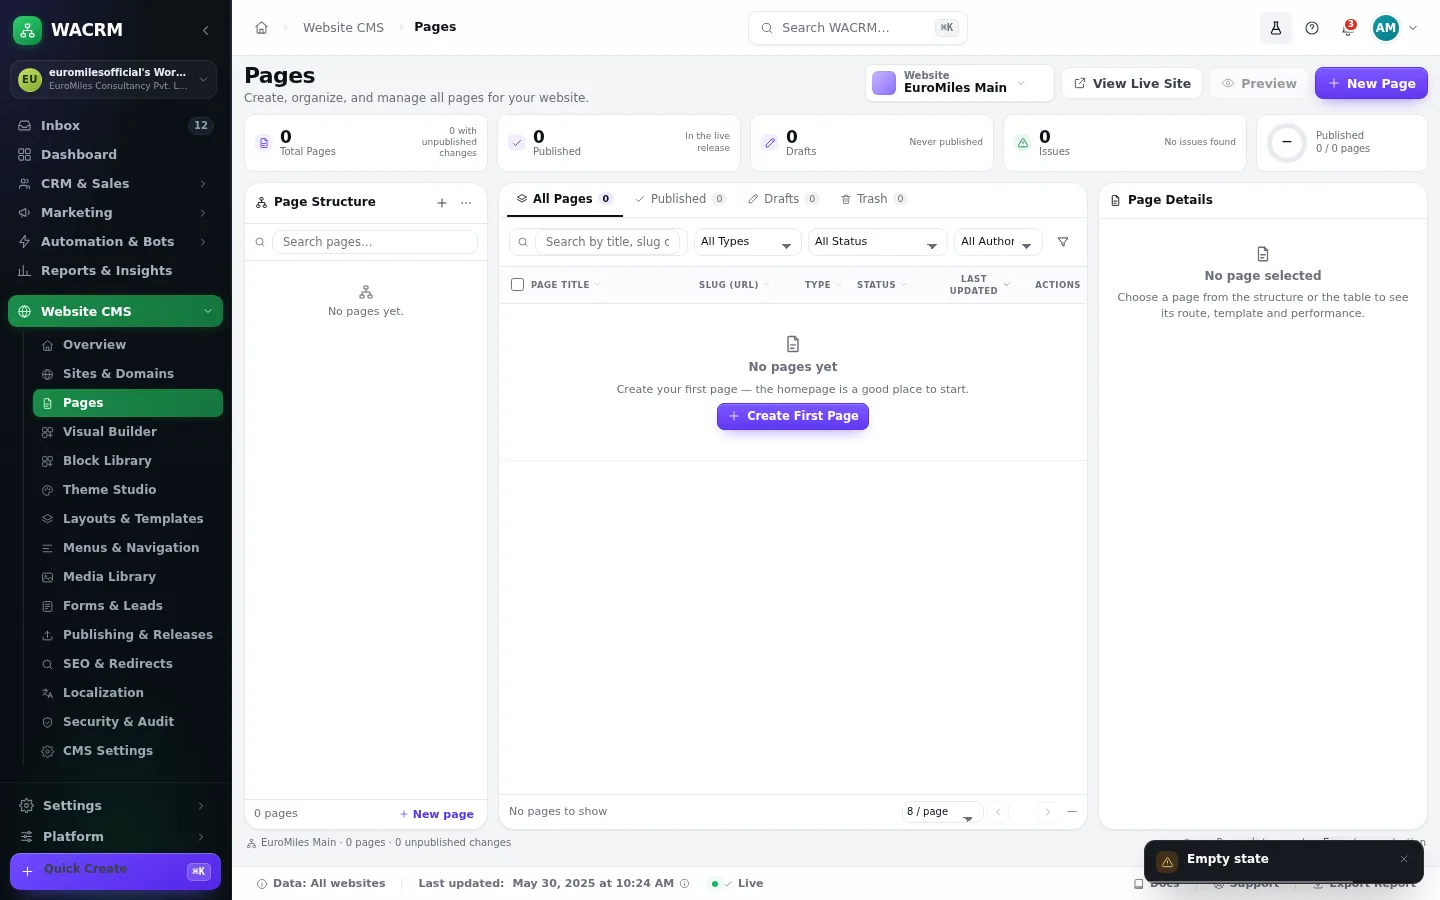 WACRM
Website CMS
Pages
Search WACRM...
⌘K
3
AM
EU
euromilesofficial's Wor...
EuroMiles Consultancy Pvt. L...
Inbox
12
Dashboard
CRM & Sales
Marketing
Automation & Bots
Reports & Insights
Website CMS
Overview
Sites & Domains
Pages
Visual Builder
Block Library
Theme Studio
Layouts & Templates
Menus & Navigation
Media Library
Forms & Leads
Publishing & Releases
SEO & Redirects
Localization
Security & Audit
CMS Settings
Settings
Platform
Quick Create
⌘K
Pages
Create, organize, and manage all pages for your website.
Website
EuroMiles Main
View Live Site
Preview
New Page
0
Total Pages
0 with
unpublished
changes
0
Published
In the live
release
0
Drafts
Never published
0
Issues
No issues found
—
Published
0 / 0 pages
Page Structure
Search pages...
No pages yet.
0 pages
+ New page
All Pages 0
Published 0
Drafts 0
Trash 0
Search by title, slug c
All Types
All Status
All Author
PAGE TITLE
SLUG (URL)
TYPE
STATUS
LAST
UPDATED
ACTIONS
No pages yet
Create your first page — the homepage is a good place to start.
Create First Page
No pages to show
8 / page
—
Page Details
No page selected
Choose a page from the structure or the table to see
its route, template and performance.
EuroMiles Main · 0 pages · 0 unpublished changes
Empty state
Data: All websites
Last updated: May 30, 2025 at 10:24 AM
Live
Docs
Support
Export Report